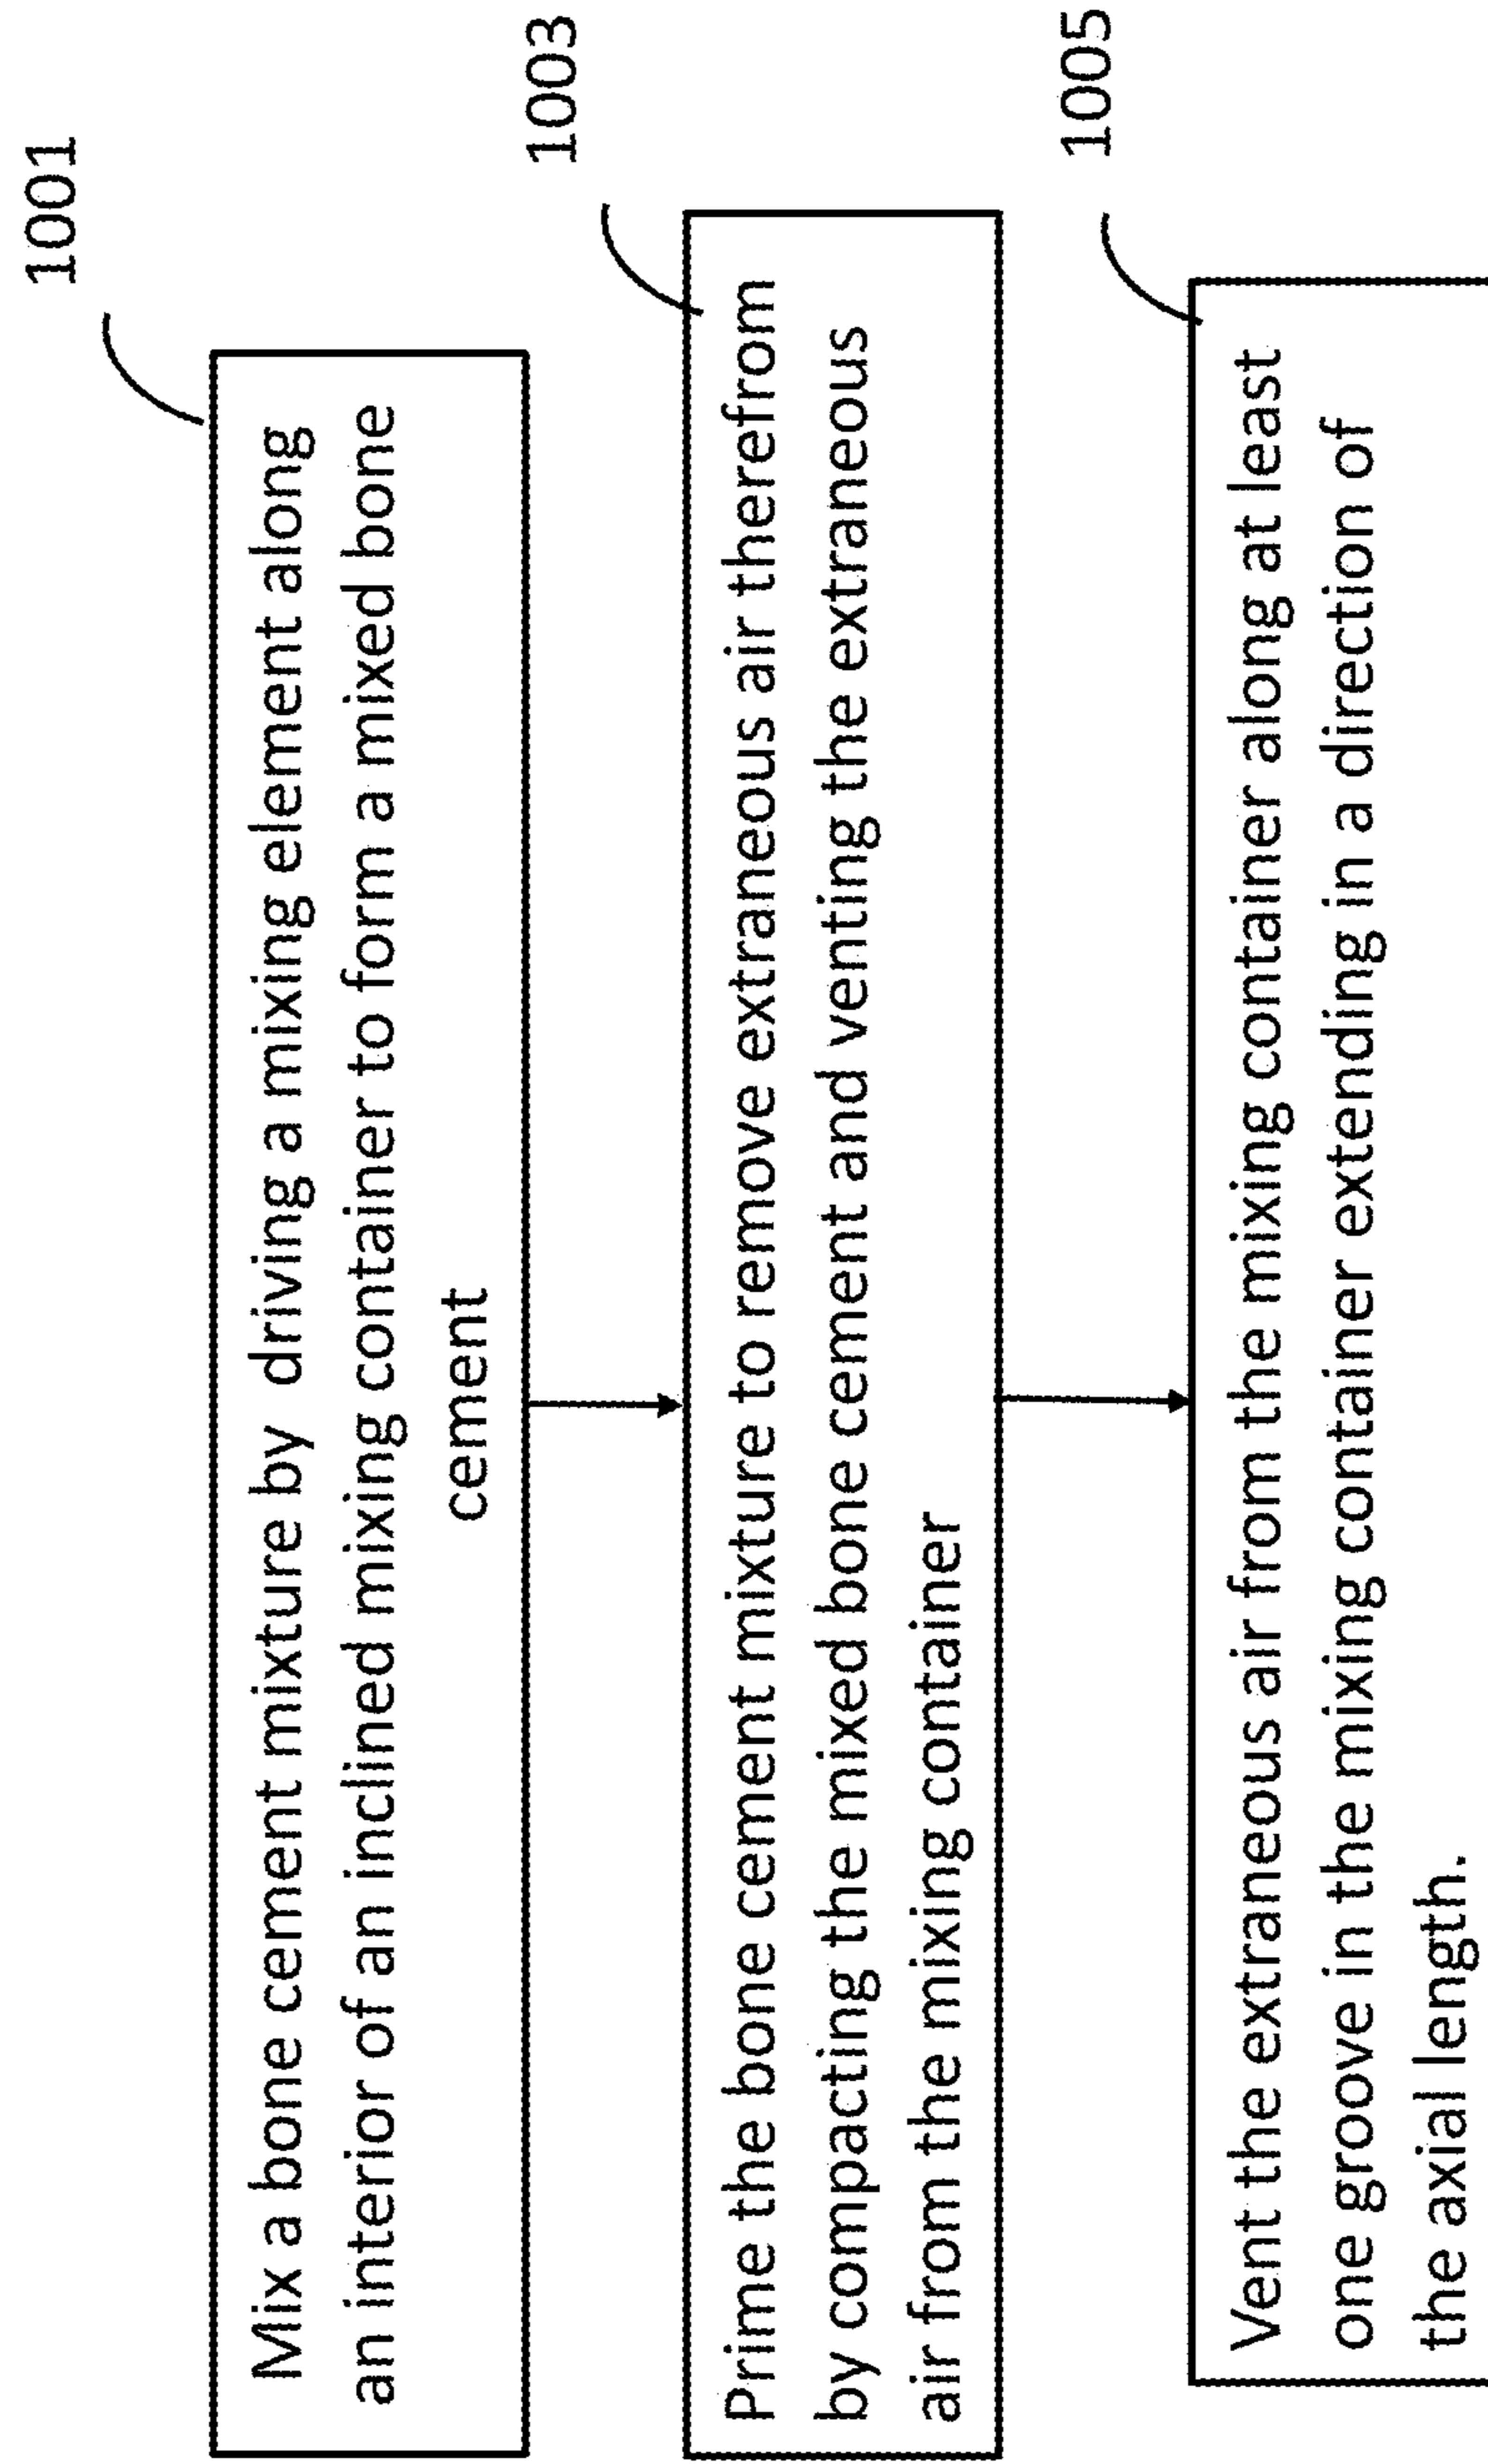 1001
Mix a bone cement mixture by driving a mixing element along
an interior of an inclined mixing container to form a mixed bone
cement
1003
Prime the bone cement mixture to remove extraneous air therefrom
by compacting the mixed bone cement and venting the extraneous
air from the mixing container
1005
Vent the extraneous air from the mixing container along at least
one groove in the mixing container extending in a direction of
the axial length.